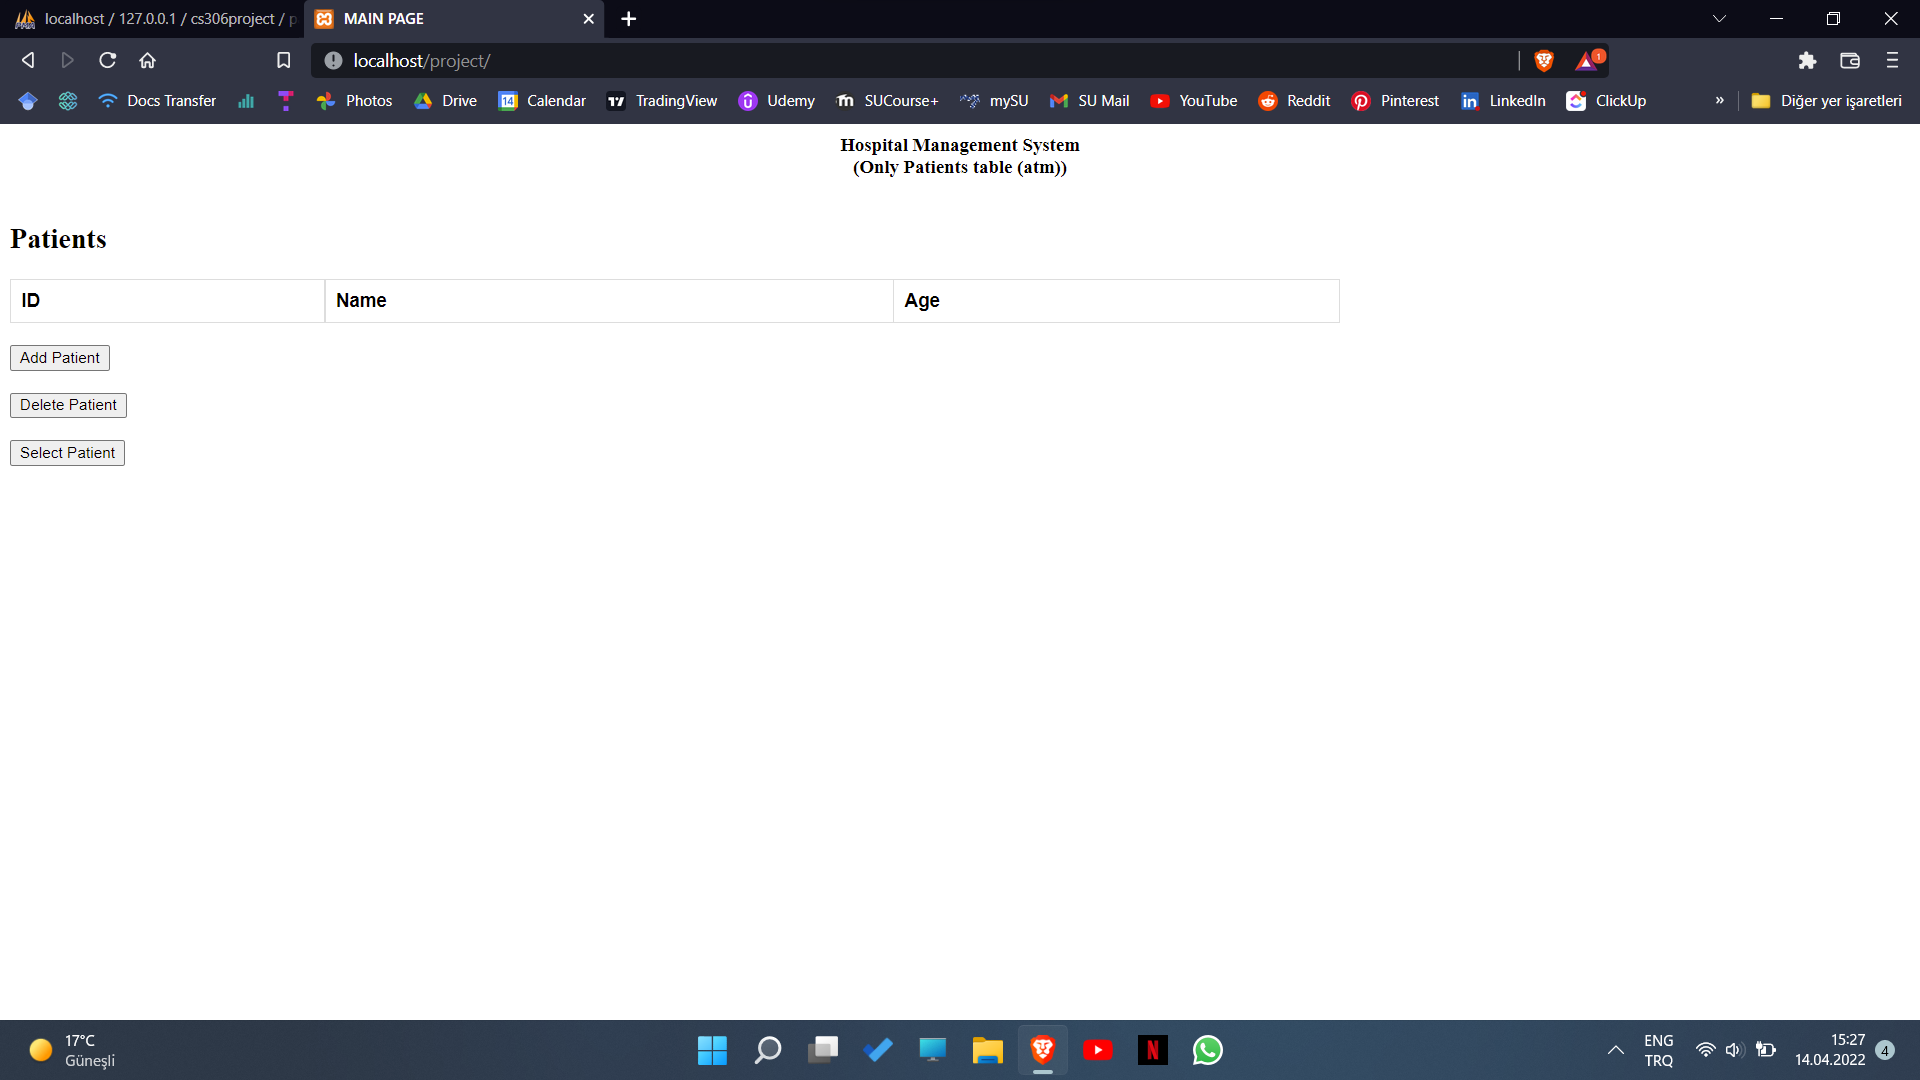 localhost / 127.0.0.1 / cs306project / p
MAIN PAGE
localhost/project/
1
Docs Transfer
Photos
Drive
14
Calendar
TradingView
Udemy
SUCourse+
mySU
SU Mail
YouTube
Reddit
Pinterest
LinkedIn
ClickUp
»
Diğer yer işaretleri
Hospital Management System
(Only Patients table (atm))
Patients
ID Name Age
Add Patient
Delete Patient
Select Patient
17°C
Güneşli
ENG
TRQ
15:27
14.04.2022
4